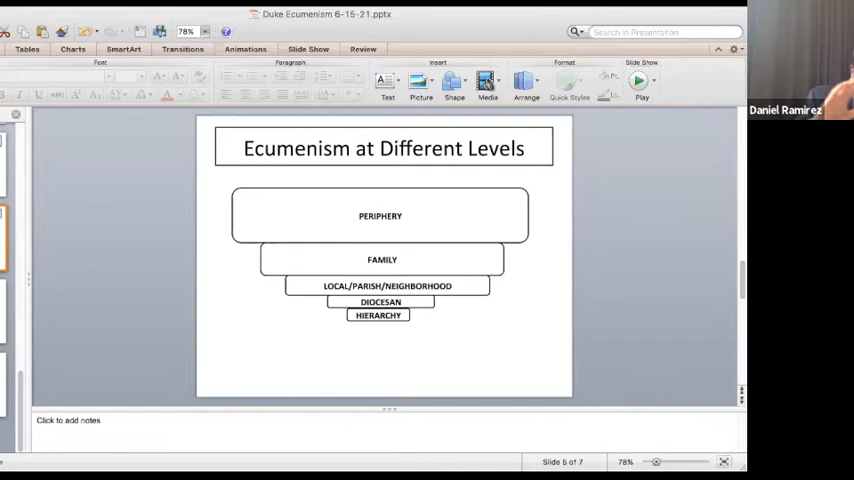 Duke Ecumenism 6-15-21.pptx
78%
Search in Presentation
Tables Charts SmartArt Transitions Animations Slide Show Review
Font Paragraph Insert Format Slide Show
Text Picture Shape Media Arrange Quick Styles Play
Daniel Ramirez
Ecumenism at Different Levels
PERIPHERY
FAMILY
LOCAL/PARISH/NEIGHBORHOOD
DIOCESAN
HIERARCHY
Click to add notes
Slide 5 of 7 78%